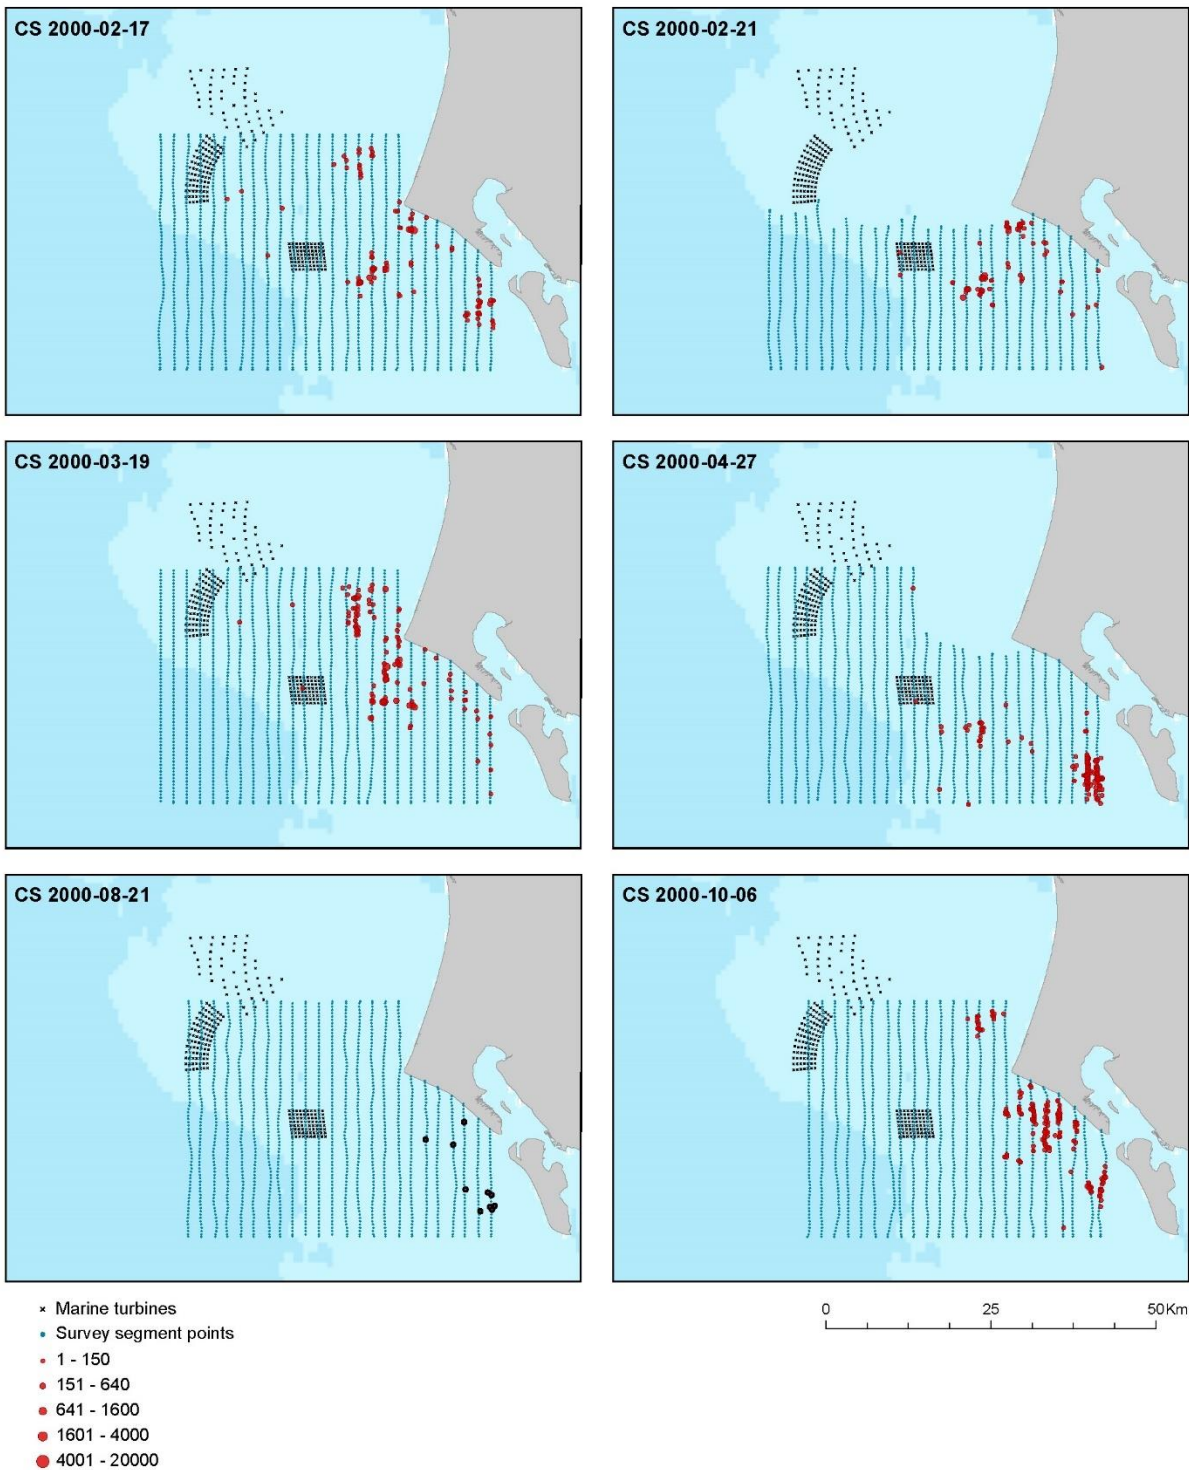 CS 2000-02-17
CS 2000-02-21
CS 2000-03-19
CS 2000-04-27
CS 2000-08-21
CS 2000-10-06
Marine turbines
Survey segment points
1 - 150
151 - 640
641 - 1600
1601 - 4000
4001 - 20000
0 25 50Km